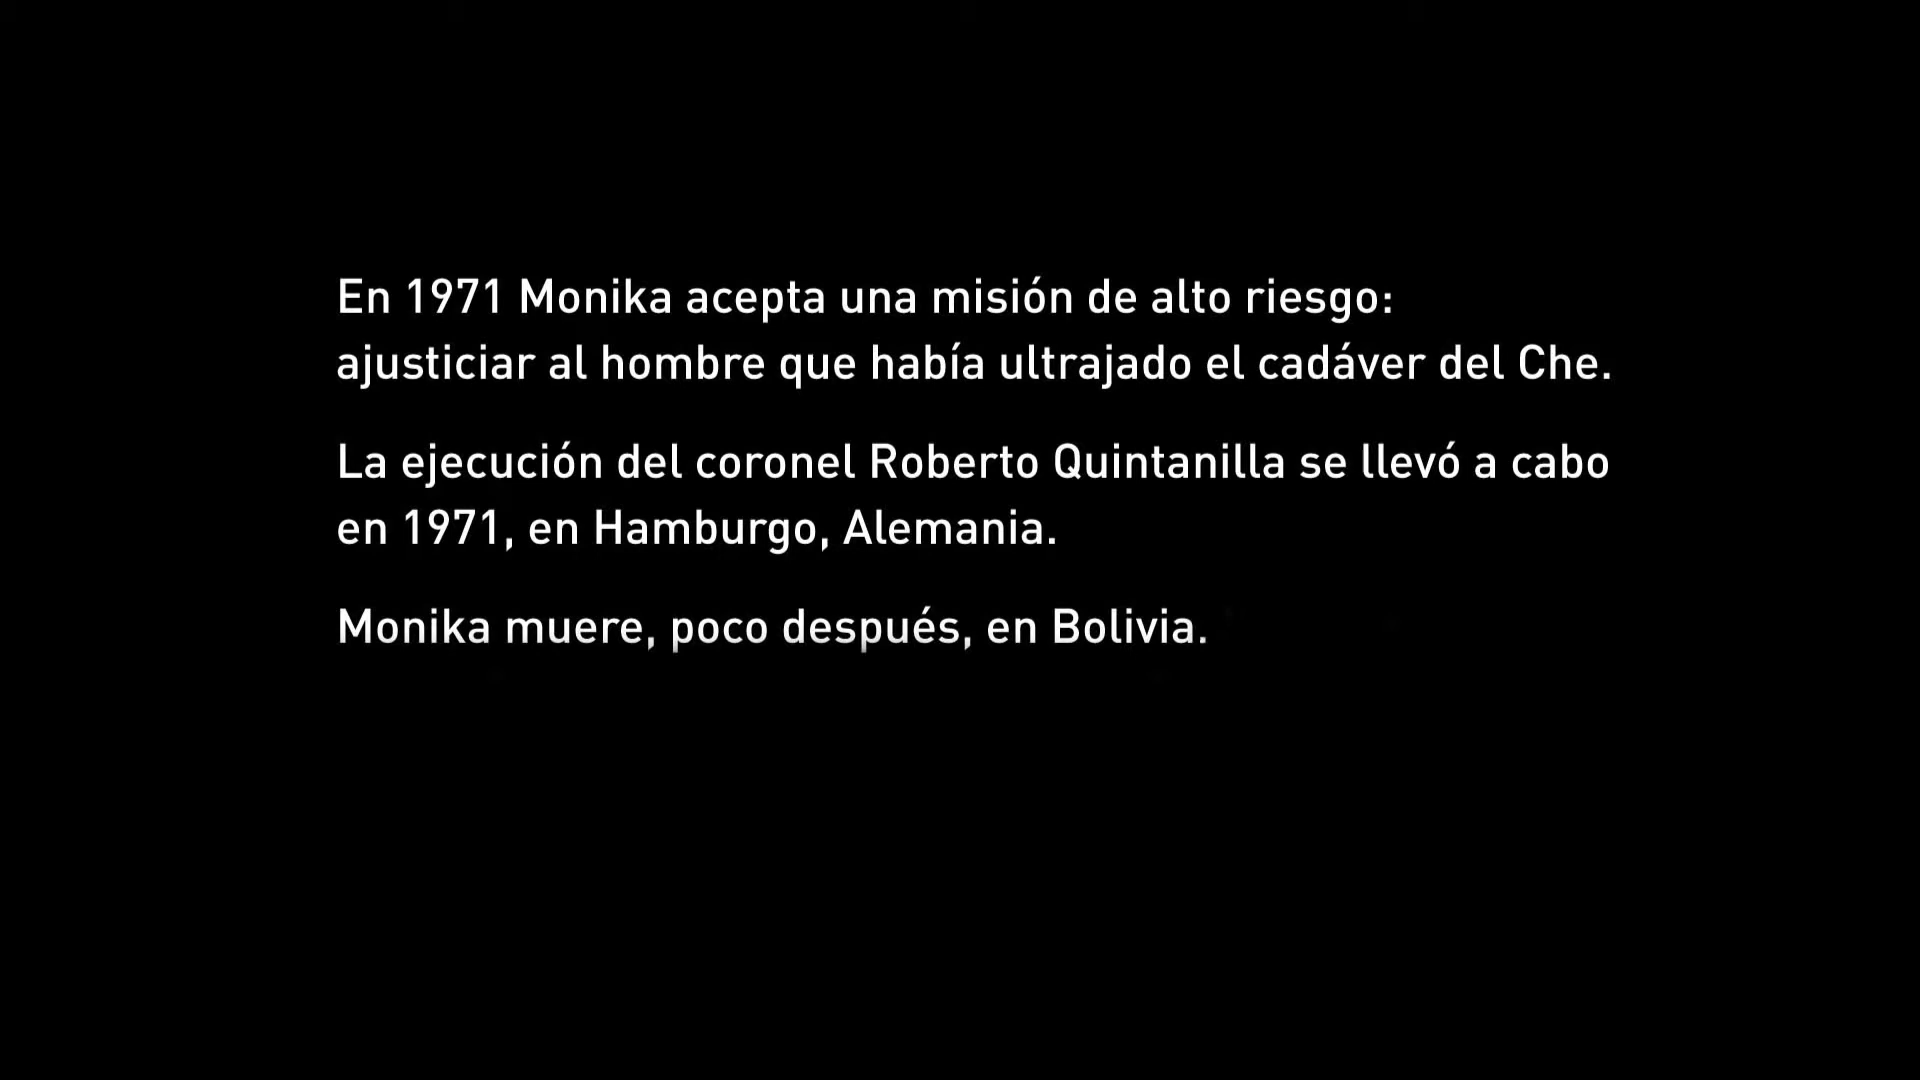 En 1971 Monika acepta una misión de alto riesgo:
ajusticiar al hombre que había ultrajado el cadáver del Che.
La ejecución del coronel Roberto Quintanilla se llevó a cabo
en 1971, en Hamburgo, Alemania.
Monika muere, poco después, en Bolivia.